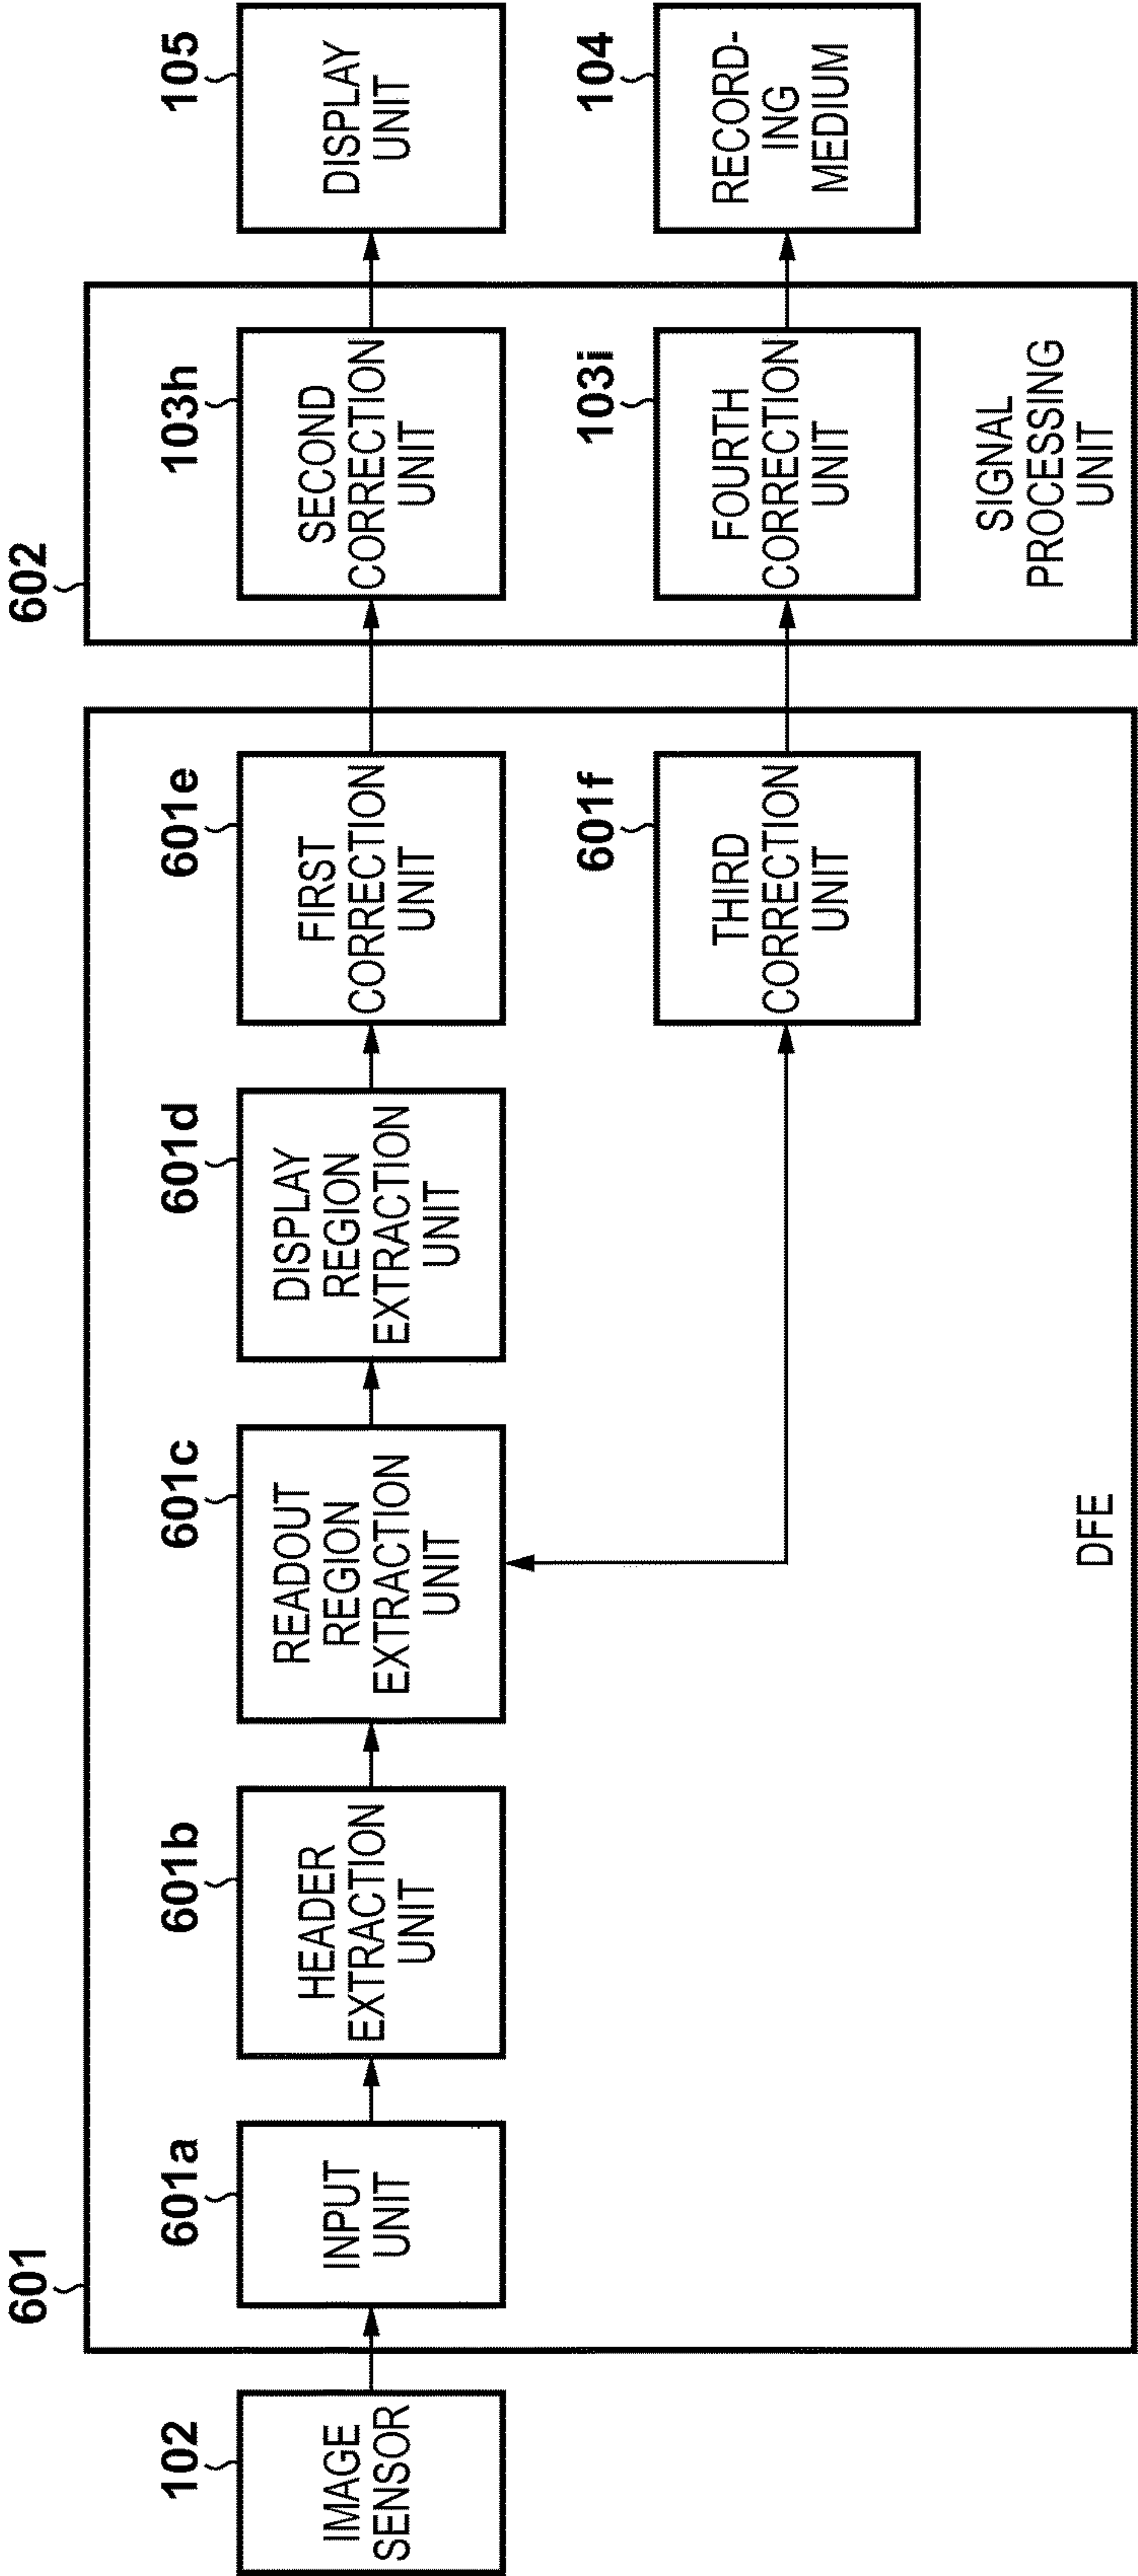 601
602
102
601a
601b
601c
601d
601e
103h
105
IMAGE
SENSOR
INPUT
UNIT
HEADER
EXTRACTION
UNIT
READOUT
REGION
EXTRACTION
UNIT
DISPLAY
REGION
EXTRACTION
UNIT
FIRST
CORRECTION
UNIT
SECOND
CORRECTION
UNIT
DISPLAY
UNIT
601f
103i
104
THIRD
CORRECTION
UNIT
FOURTH
CORRECTION
UNIT
RECORD-
ING
MEDIUM
DFE
SIGNAL
PROCESSING
UNIT